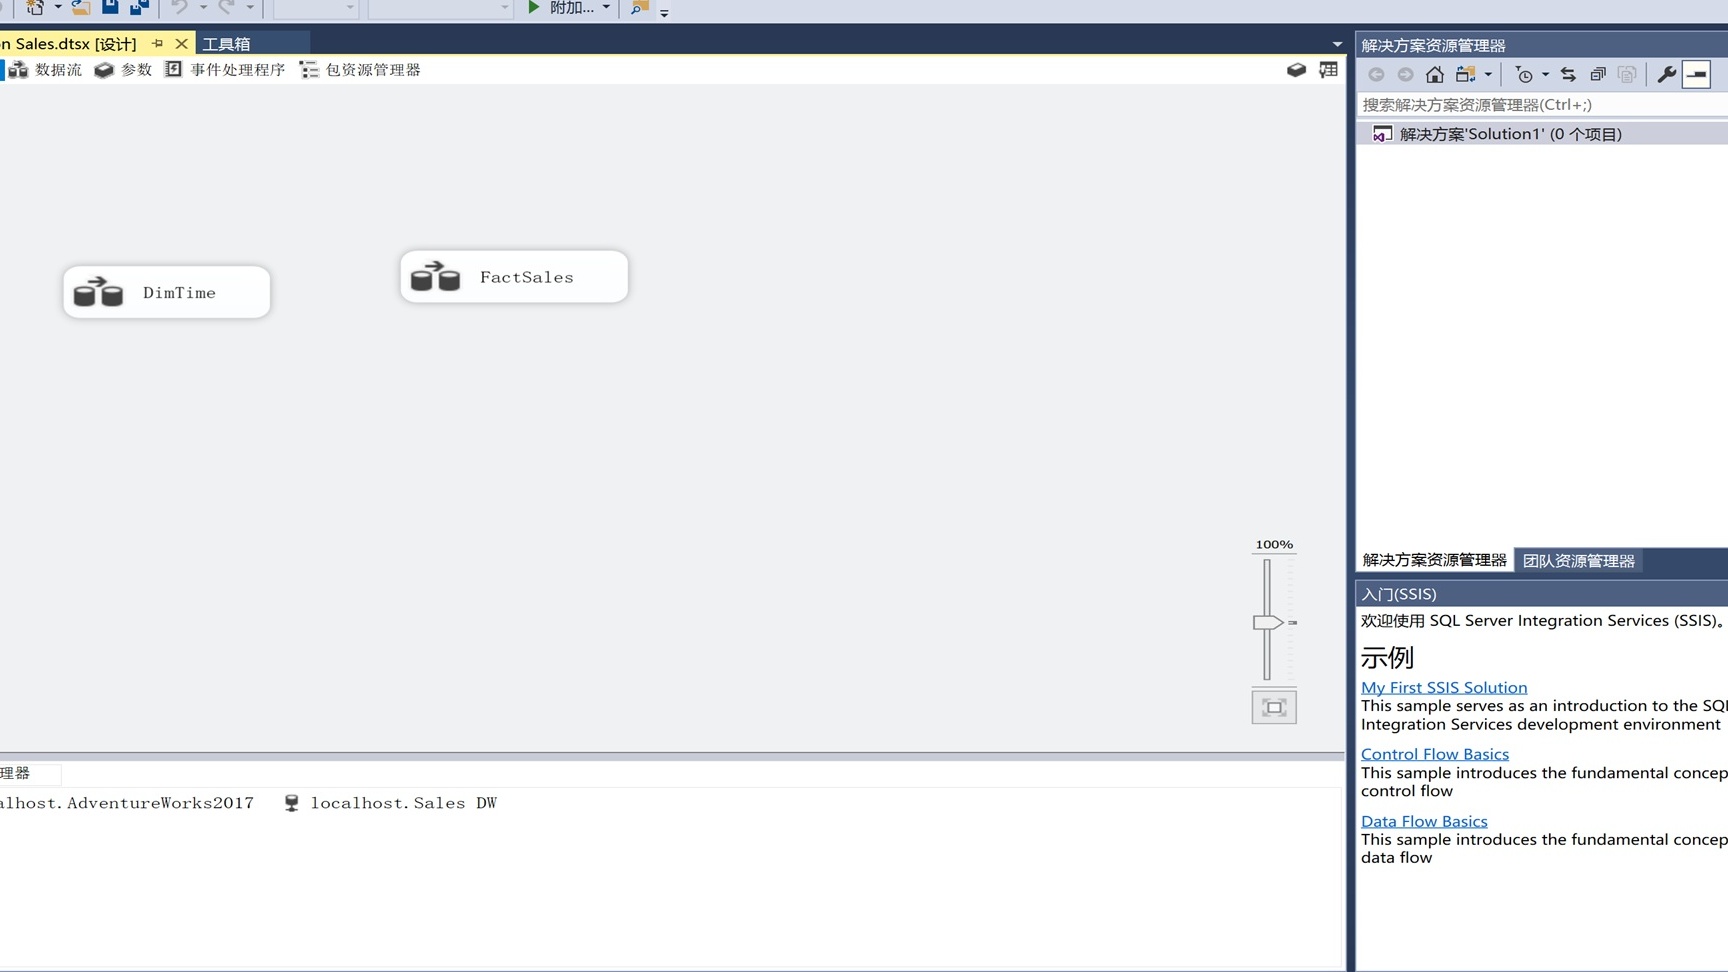 附加...
n Sales.dtsx [设计]
工具箱
数据流 参数 事件处理程序 包资源管理器
DimTime
FactSales
100%
理器
alhost.AdventureWorks2017 localhost.Sales DW
解决方案资源管理器
搜索解决方案资源管理器(Ctrl+;)
解决方案'Solution1' (0 个项目)
解决方案资源管理器 团队资源管理器
入门(SSIS)
欢迎使用 SQL Server Integration Services (SSIS)。
示例
My First SSIS Solution
This sample serves as an introduction to the SQL
Integration Services development environment
Control Flow Basics
This sample introduces the fundamental concep
control flow
Data Flow Basics
This sample introduces the fundamental concep
data flow